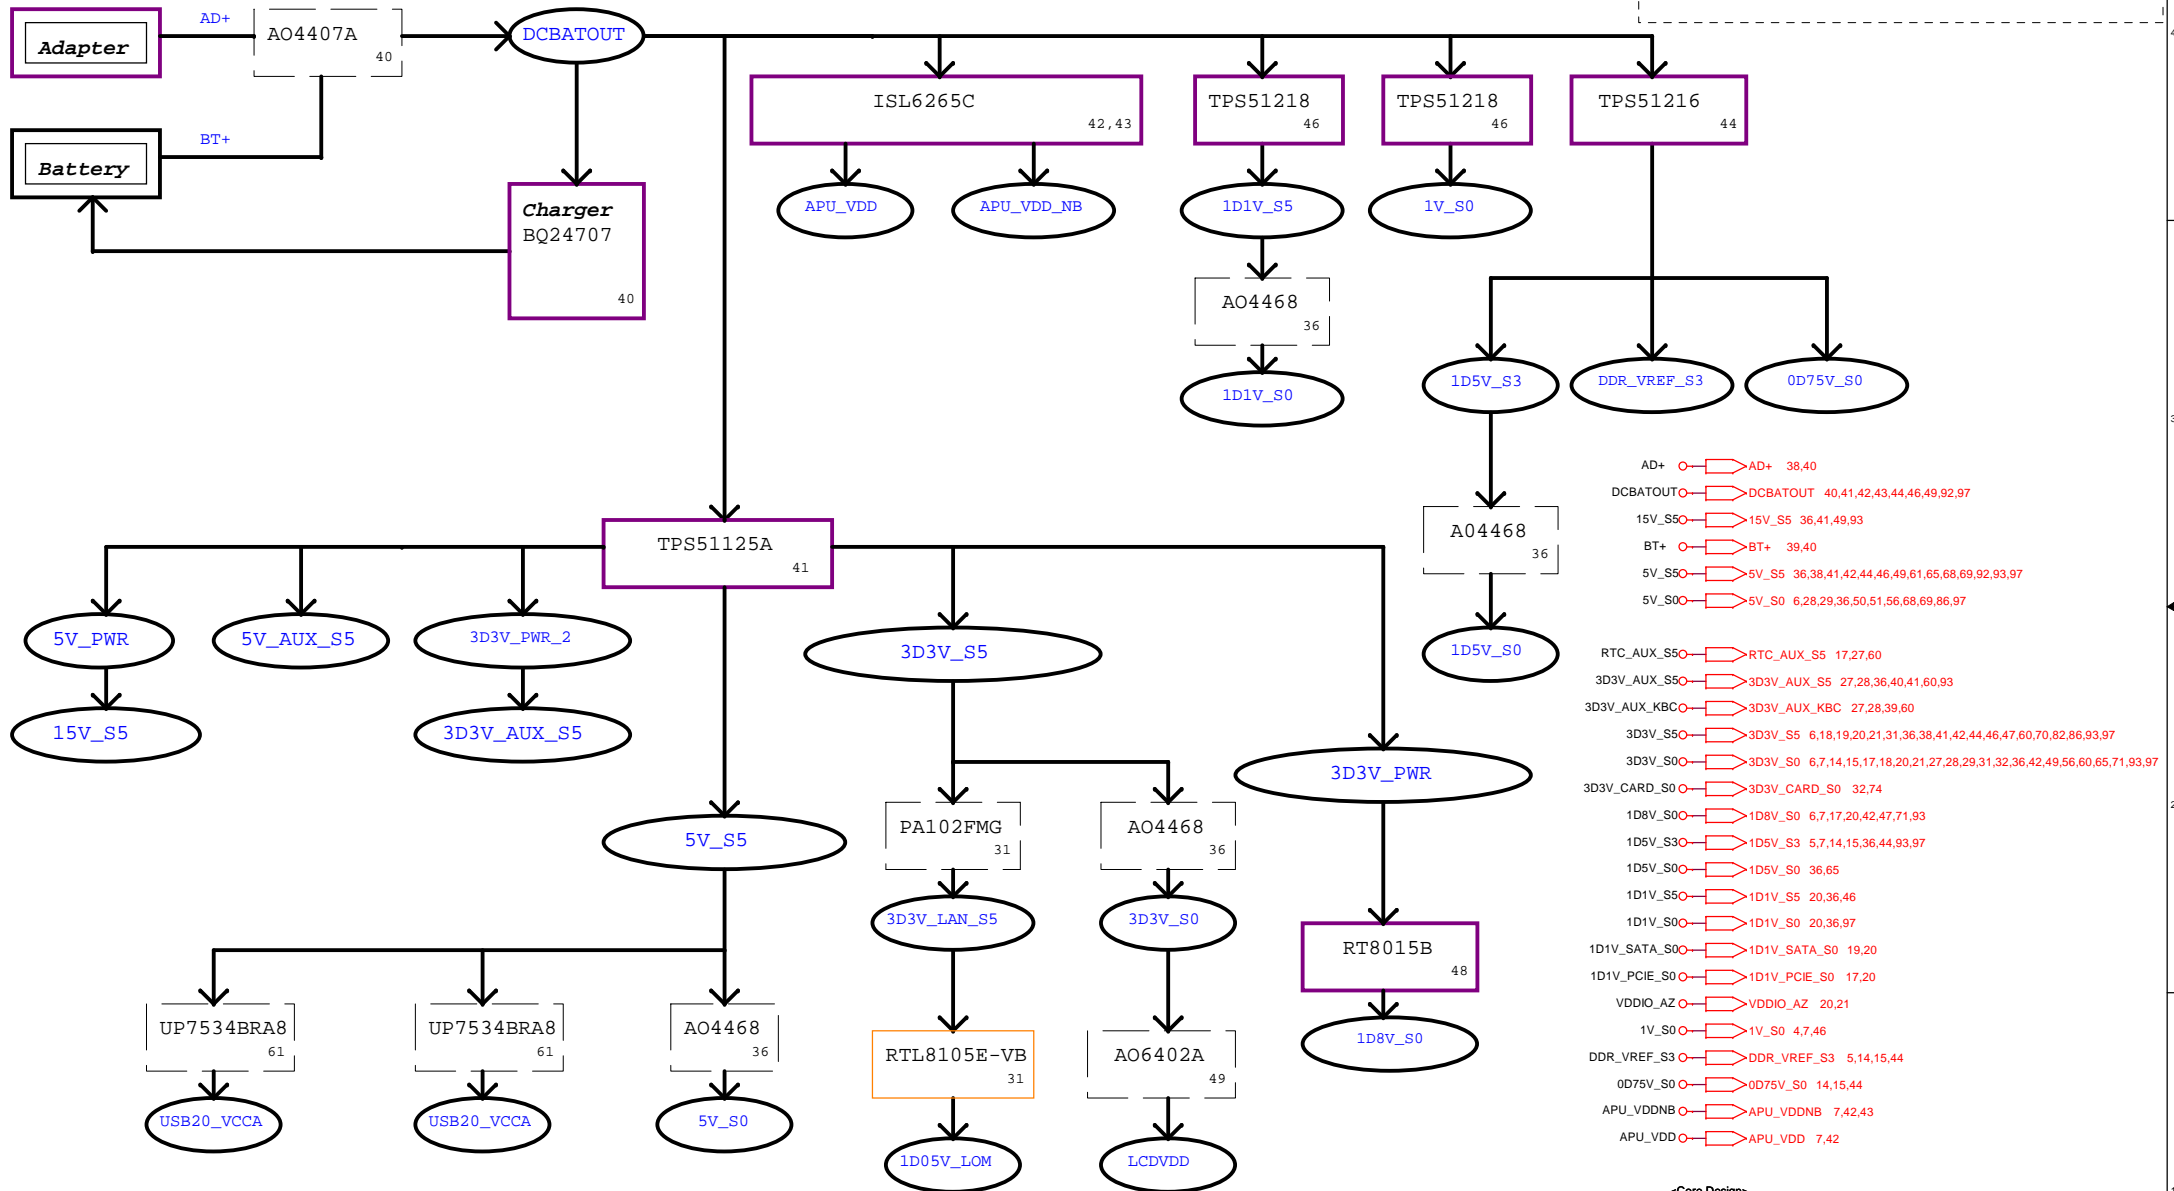 Adapter
AD+
AO4407A
40
DCBATOUT
Battery
BT+
Charger
BQ24707
40
ISL6265C
42,43
TPS51218
46
TPS51218
46
TPS51216
44
APU_VDD
APU_VDD_NB
1D1V_S5
1V_S0
AO4468
36
1D1V_S0
1D5V_S3
DDR_VREF_S3
0D75V_S0
A04468
36
1D5V_S0
TPS51125A
41
5V_PWR
5V_AUX_S5
3D3V_PWR_2
3D3V_S5
15V_S5
3D3V_AUX_S5
3D3V_PWR
5V_S5
PA102FMG
31
AO4468
36
3D3V_LAN_S5
3D3V_S0
RT8015B
48
UP7534BRA8
61
UP7534BRA8
61
AO4468
36
RTL8105E-VB
31
AO6402A
49
1D8V_S0
USB20_VCCA
USB20_VCCA
5V_S0
1D05V_LOM
LCDVDD
AD+ AD+ 38,40
DCBATOUT DCBATOUT 40,41,42,43,44,46,49,92,97
15V_S5 15V_S5 36,41,49,93
BT+ BT+ 39,40
5V_S5 5V_S5 36,38,41,42,44,46,49,61,65,68,69,92,93,97
5V_S0 5V_S0 6,28,29,36,50,51,56,68,69,86,97
RTC_AUX_S5 RTC_AUX_S5 17,27,60
3D3V_AUX_S5 3D3V_AUX_S5 27,28,36,40,41,60,93
3D3V_AUX_KBC 3D3V_AUX_KBC 27,28,39,60
3D3V_S5 3D3V_S5 6,18,19,20,21,31,36,38,41,42,44,46,47,60,70,82,86,93,97
3D3V_S0 3D3V_S0 6,7,14,15,17,18,20,21,27,28,29,31,32,36,42,49,56,60,65,71,93,97
3D3V_CARD_S0 3D3V_CARD_S0 32,74
1D8V_S0 1D8V_S0 6,7,17,20,42,47,71,93
1D5V_S3 1D5V_S3 5,7,14,15,36,44,93,97
1D5V_S0 1D5V_S0 36,65
1D1V_S5 1D1V_S5 20,36,46
1D1V_S0 1D1V_S0 20,36,97
1D1V_SATA_S0 1D1V_SATA_S0 19,20
1D1V_PCIE_S0 1D1V_PCIE_S0 17,20
VDDIO_AZ VDDIO_AZ 20,21
1V_S0 1V_S0 4,7,46
DDR_VREF_S3 DDR_VREF_S3 5,14,15,44
0D75V_S0 0D75V_S0 14,15,44
APU_VDDNB APU_VDDNB 7,42,43
APU_VDD APU_VDD 7,42